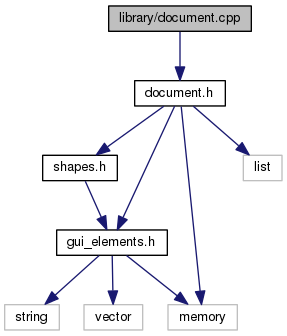 library/document.cpp
document.h
shapes.h
list
gui_elements.h
string
vector
memory